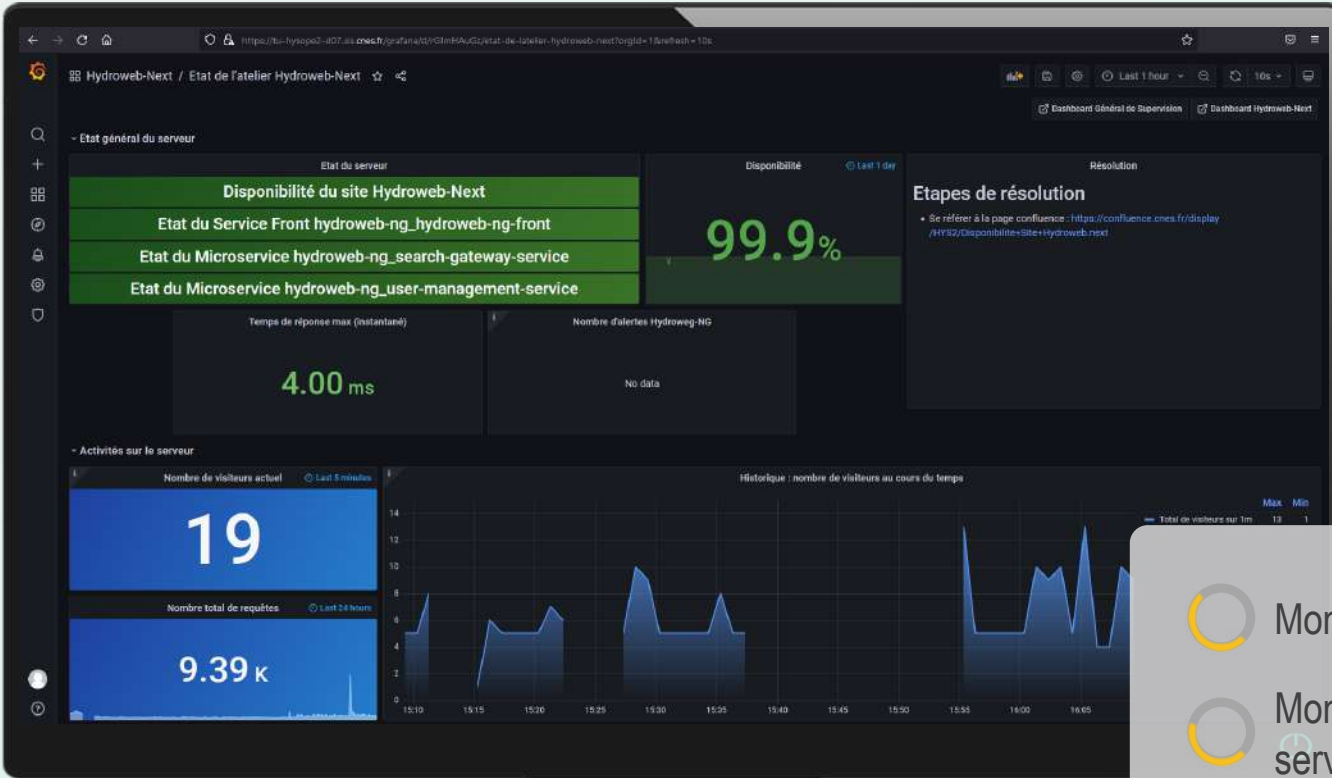 Hydroweb-Next / Etat de l'atelier Hydroweb-Next
Last 1 hour
10s
Dashboard Général de Supervision
Dashboard Hydroweb-Next
Etat général du serveur
Etat du serveur
Disponibilité du site Hydroweb-Next
Etat du Service Front hydroweb-ng_hydroweb-ng-front
Etat du Microservice hydroweb-ng_search-gateway-service
Etat du Microservice hydroweb-ng_user-management-service
Disponibilité
Last 1 day
99.9%
Résolution
Etapes de résolution
Se référer à la page confluence : https://confluence.cnes.fr/display
/HYS2/Disponibilite+Site+Hydroweb.next
Temps de réponse max (instantané)
4.00 ms
Nombre d'alertes Hydroweg-NG
No data
Activités sur le serveur
Nombre de visiteurs actuel
Last 5 minutes
19
Nombre total de requêtes
Last 24 hours
9.39 K
Historique : nombre de visiteurs au cours du temps
Max Min
Total de visiteurs sur 1m 13 1
14
12
10
8
6
4
2
0
15:10 15:15 15:20 15:25 15:30 15:35 15:40 15:45 15:50 15:55 16:00 16:05